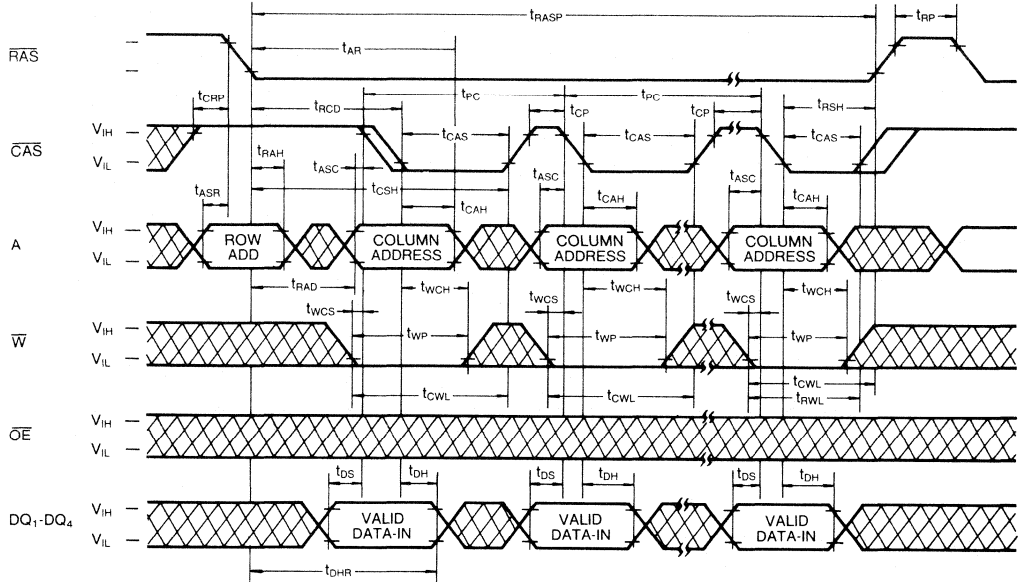 tRASP
tRP
tAR
RAS
tCRP
tRCD
tPC
tCP
tPC
tCP
tRSH
VIH
CAS
VIL
tCAS
tCAS
tCAS
tRAH
tASC
tCSH
tASR
tASC
tASC
tCAH
tCAH
tCAH
VIH
A
VIL
ROW
ADD
COLUMN
ADDRESS
COLUMN
ADDRESS
COLUMN
ADDRESS
tRAD
tWCH
tWCH
tWCH
tWCS
tWCS
tWCS
VIH
W
VIL
tWP
tWP
tWP
tCWL
tCWL
tCWL
tRWL
VIH
OE
VIL
tDS
tDH
tDS
tDH
tDS
tDH
VIH
DQ1-DQ4
VIL
VALID
DATA-IN
VALID
DATA-IN
VALID
DATA-IN
tDHR